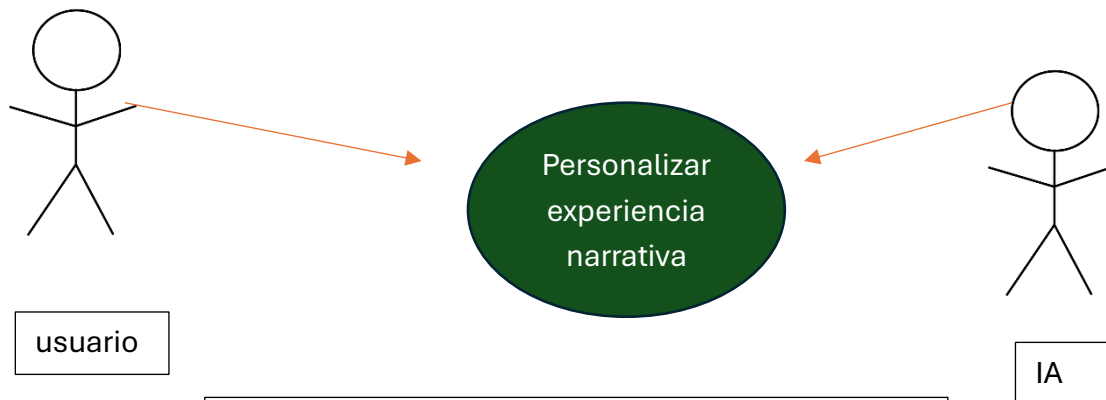 Personalizar
experiencia
narrativa
usuario
IA